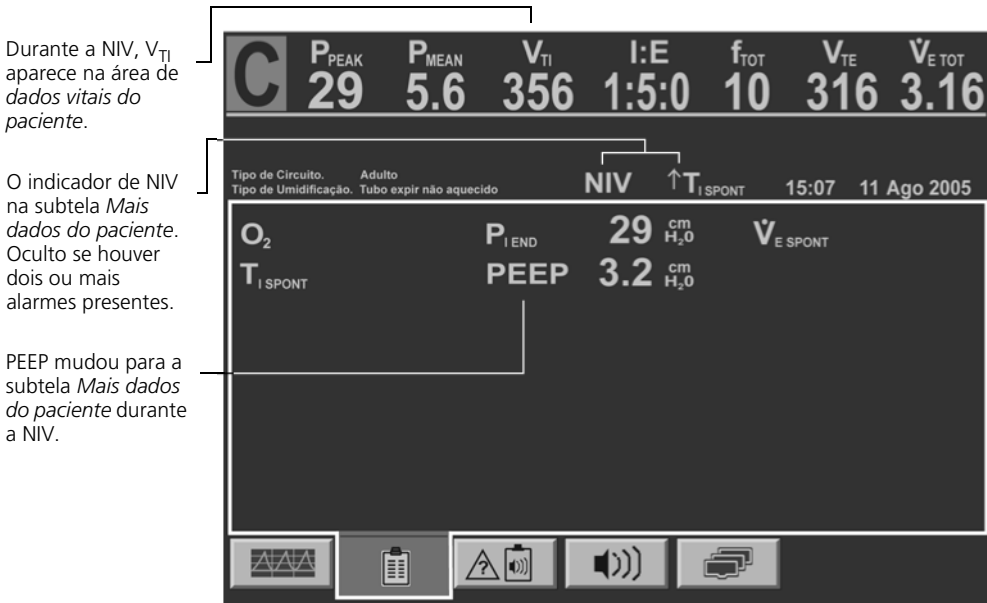 Durante a NIV, VTI
aparece na área de
dados vitais do
paciente.
O indicador de NIV
na subtela Mais
dados do paciente.
Oculto se houver
dois ou mais
alarmes presentes.
PEEP mudou para a
subtela Mais dados
do paciente durante
a NIV.
C PPEAK PMEAN VTI I:E fTOT VTE V̇E TOT
29 5.6 356 1:5:0 10 316 3.16
Tipo de Circuito. Adulto
Tipo de Umidificação. Tubo expir não aquecido NIV ↑TI SPONT 15:07 11 Ago 2005
O2 PI END 29 cm H20 V̇E SPONT
TI SPONT PEEP 3.2 cm H20
?